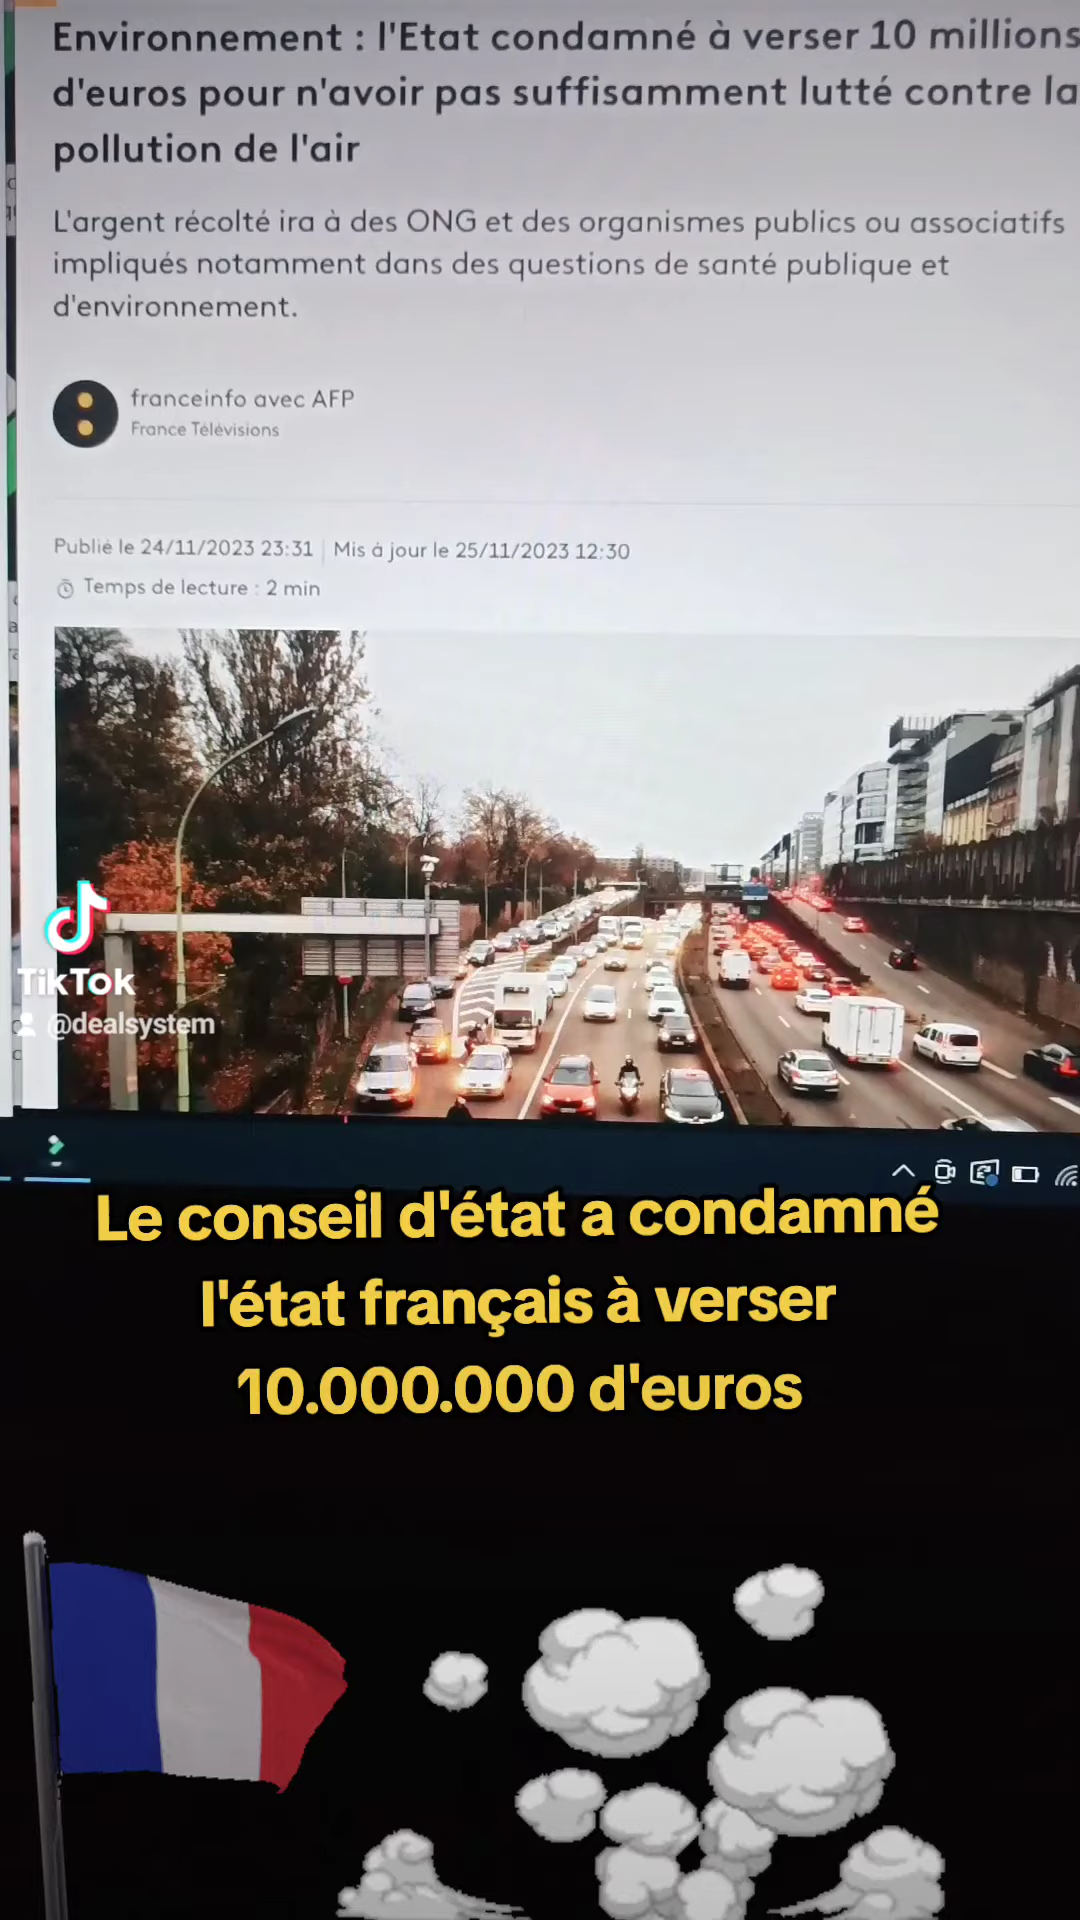 Environnement : l'Etat condamné à verser 10 millions
d'euros pour n'avoir pas suffisamment lutté contre la
pollution de l'air
L'argent récolté ira à des ONG et des organismes publics ou associatifs
impliqués notamment dans des questions de santé publique et
d'environnement.
franceinfo avec AFP
France Télévisions
Publié le 24/11/2023 23:31 | Mis à jour le 25/11/2023 12:30
Temps de lecture : 2 min
TikTok
@dealsystem
Le conseil d'état a condamné
l'état français à verser
10.000.000 d'euros